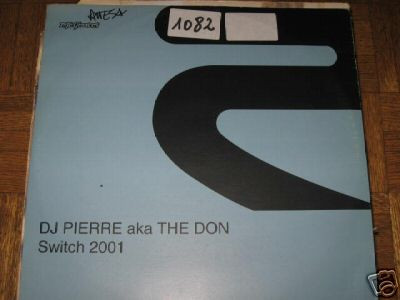 1082
DJ PIERRE aka THE DON
Switch 2001